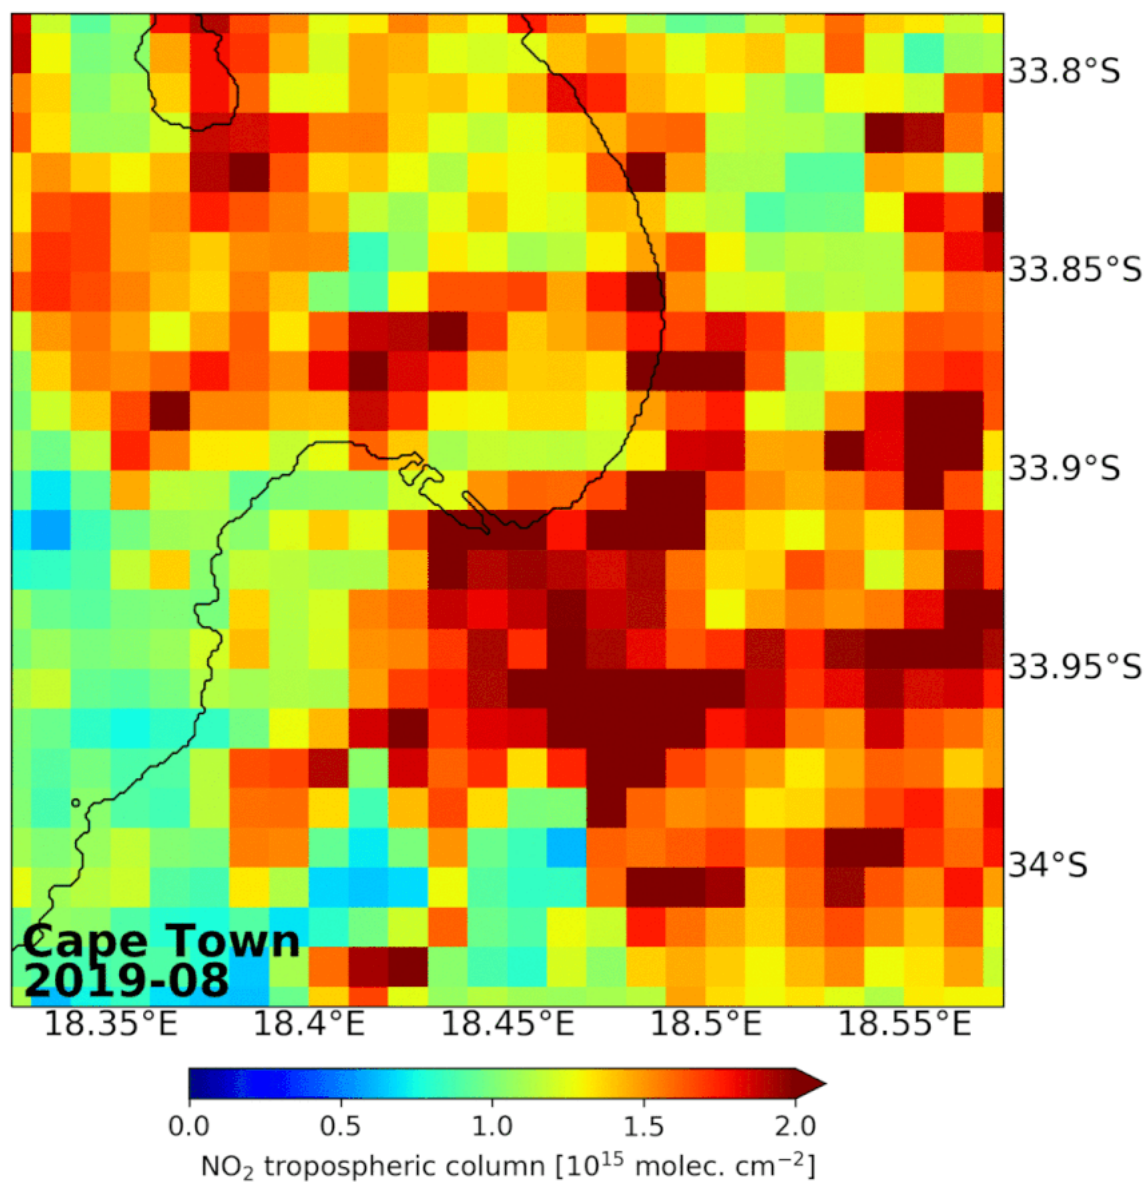 33.8°S
33.85°S
33.9°S
33.95°S
34°S
Cape Town
2019-08
18.35°E 18.4°E 18.45°E 18.5°E 18.55°E
0.0 0.5 1.0 1.5 2.0
NO₂ tropospheric column [10¹⁵ molec. cm⁻²]